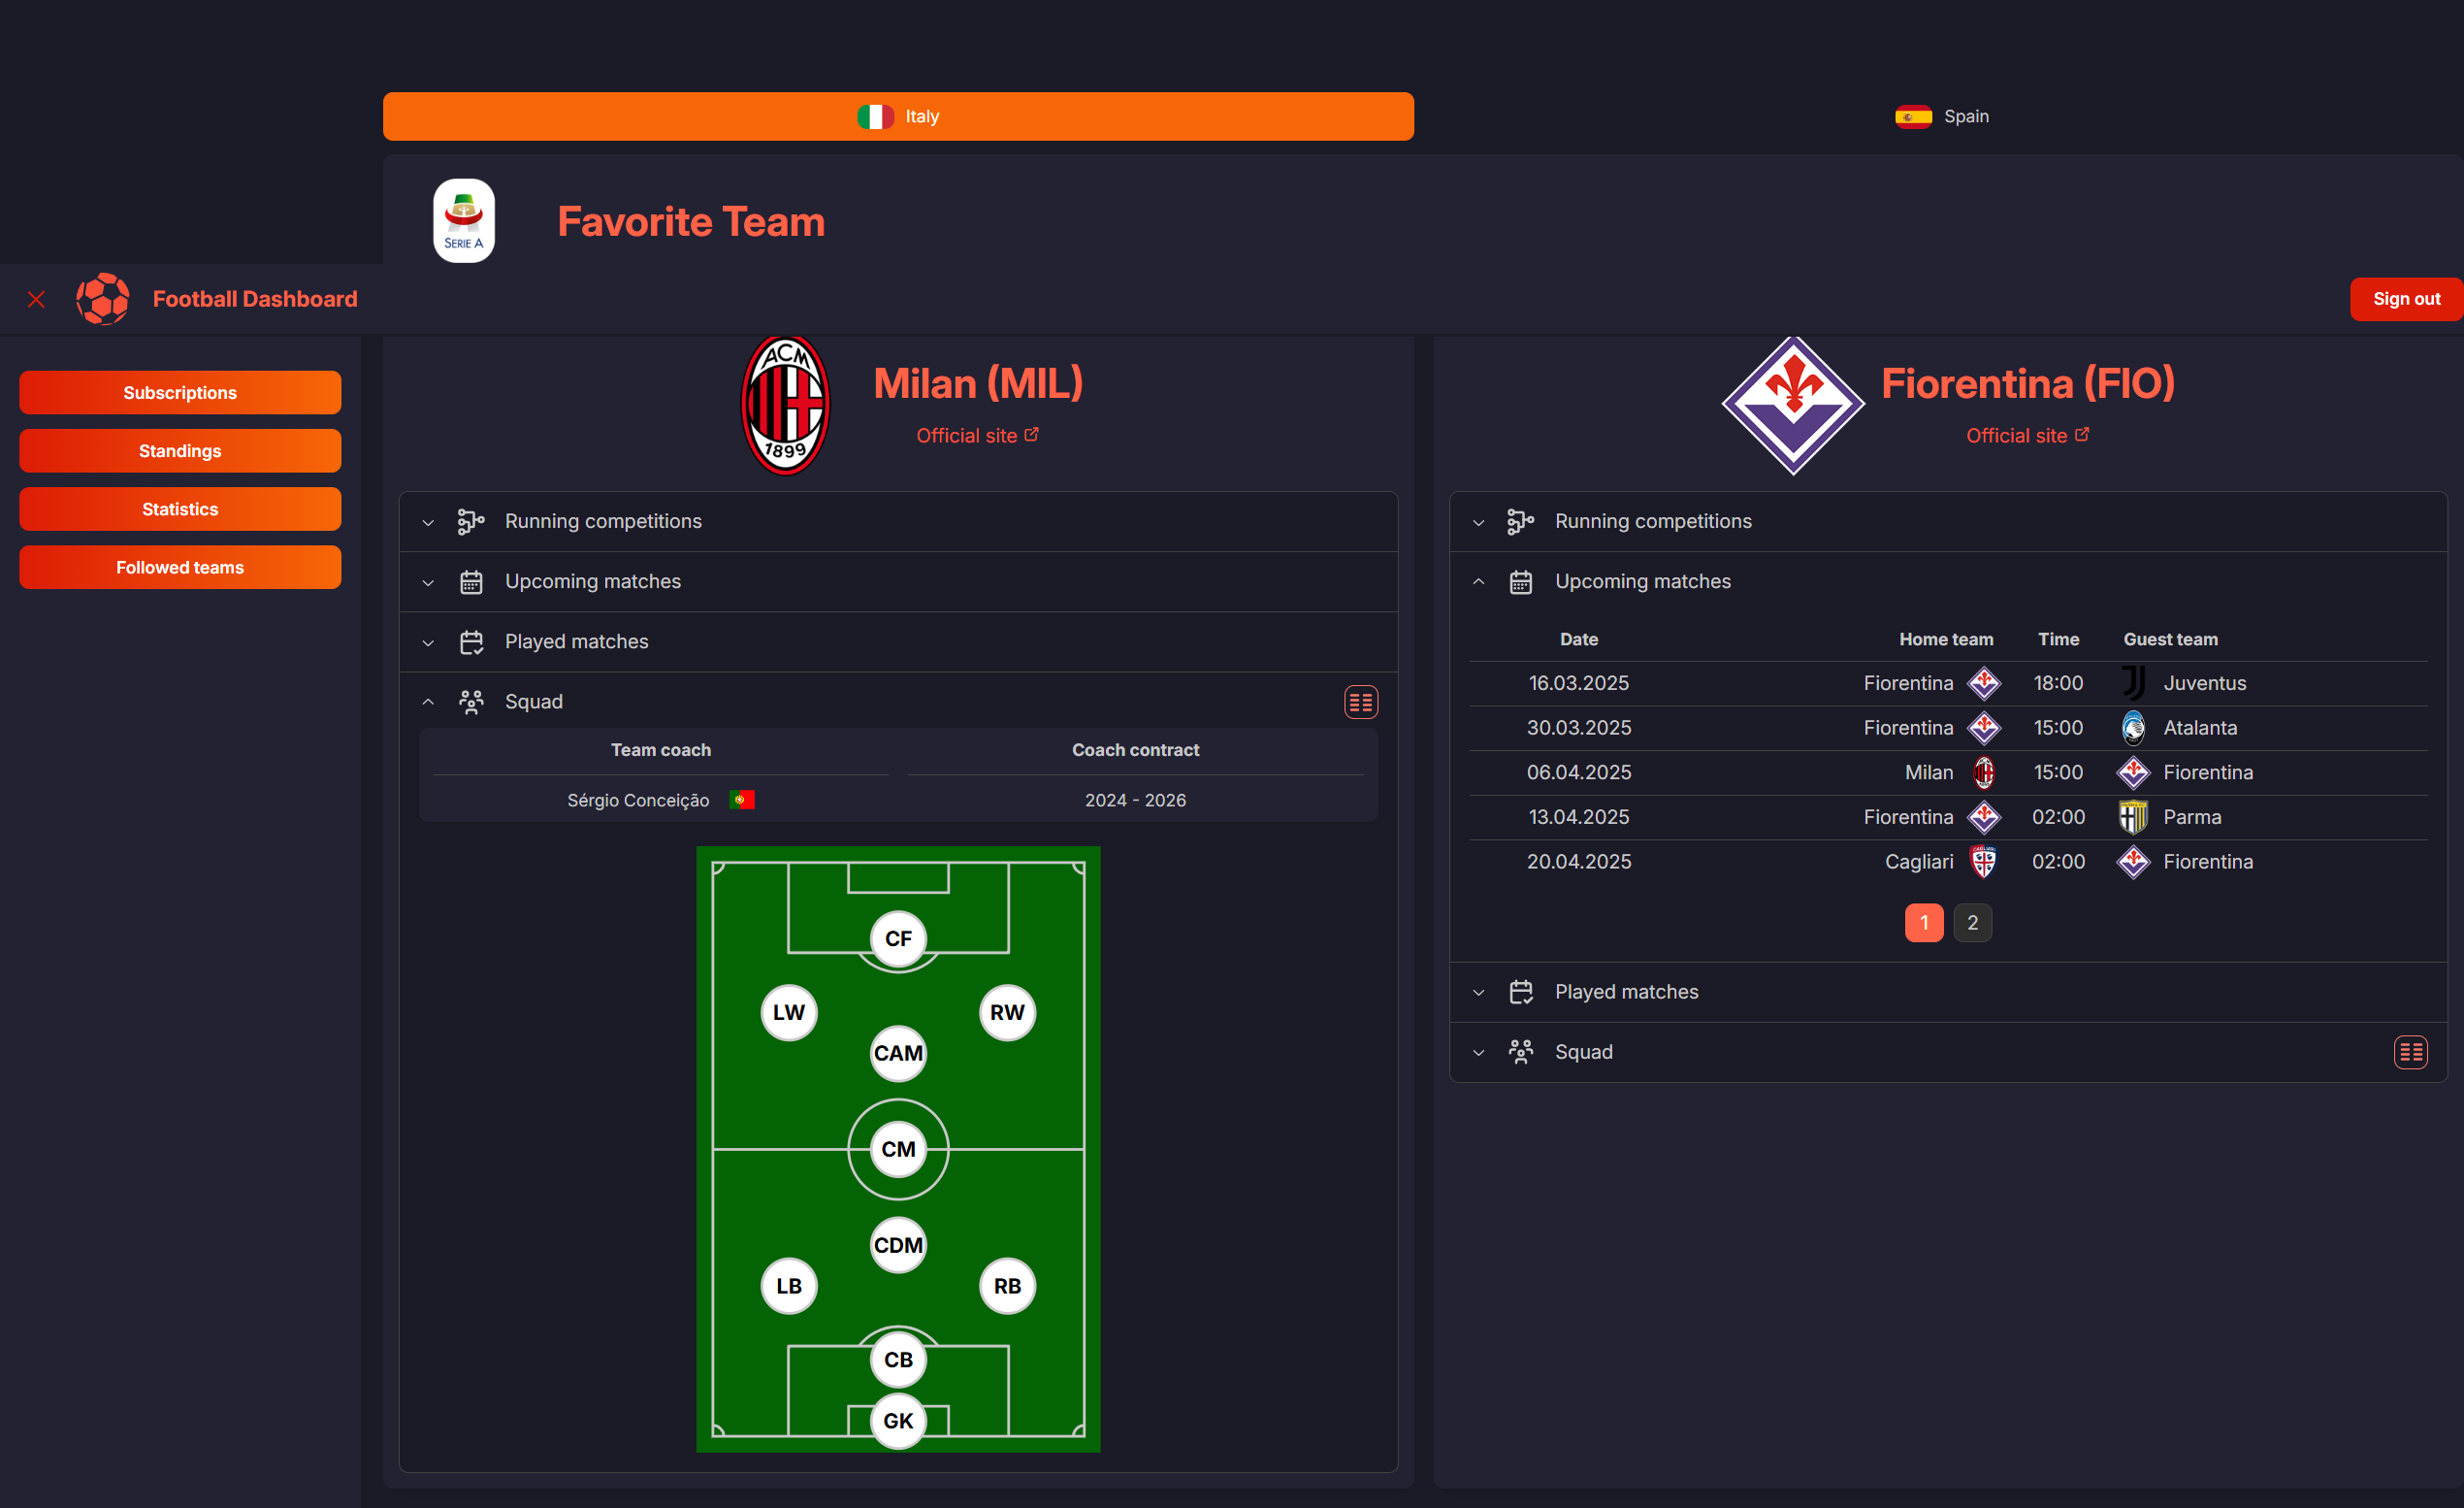 Italy
Spain
SERIE A
Favorite Team
Football Dashboard
Sign out
Subscriptions
Standings
Statistics
Followed teams
ACM
1899
Milan (MIL)
Official site
Running competitions
Upcoming matches
Played matches
Squad
Team coach Coach contract
Sérgio Conceição 2024 - 2026
CF
LW RW
CAM
CM
CDM
LB RB
CB
GK
Fiorentina (FIO)
Official site
Running competitions
Upcoming matches
Date Home team Time Guest team
16.03.2025 Fiorentina 18:00 Juventus
30.03.2025 Fiorentina 15:00 Atalanta
06.04.2025 Milan 15:00 Fiorentina
13.04.2025 Fiorentina 02:00 Parma
20.04.2025 Cagliari 02:00 Fiorentina
1 2
Played matches
Squad